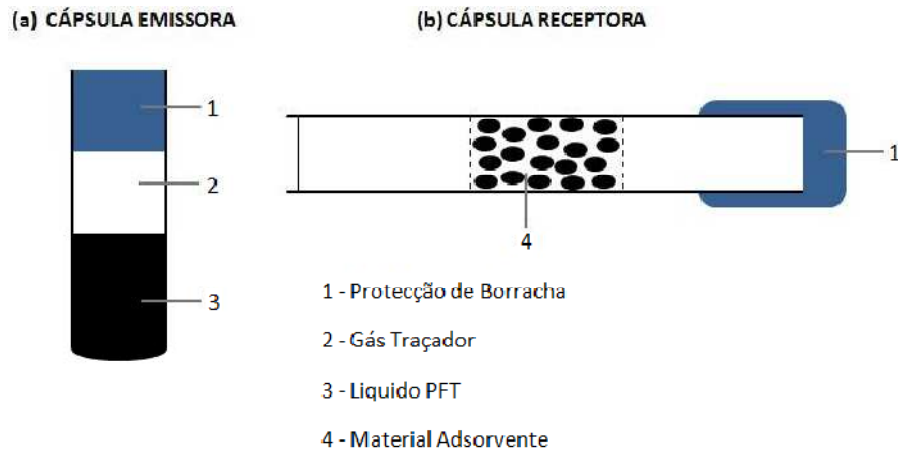 (a) CÁPSULA EMISSORA
(b) CÁPSULA RECEPTORA
1
2
3
1
4
1 - Protecção de Borracha
2 - Gás Traçador
3 - Liquido PFT
4 - Material Adsorvente